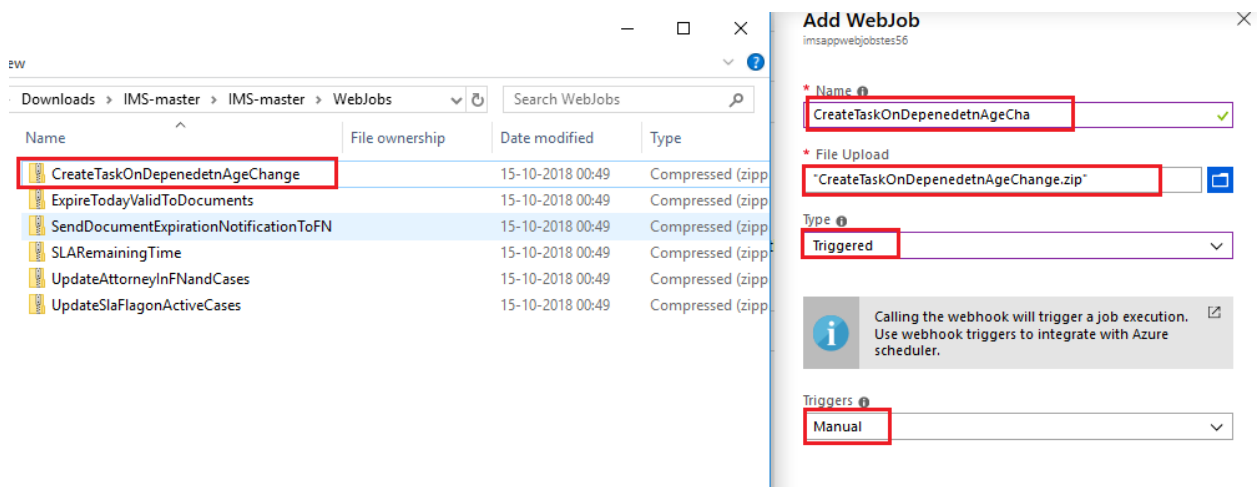 ew
Downloads > IMS-master > IMS-master > WebJobs
Search WebJobs
Name File ownership Date modified Type
CreateTaskOnDepenedetnAgeChange 15-10-2018 00:49 Compressed (zipp
ExpireTodayValidToDocuments 15-10-2018 00:49 Compressed (zipp
SendDocumentExpirationNotificationToFN 15-10-2018 00:49 Compressed (zipp
SLARemainingTime 15-10-2018 00:49 Compressed (zipp
UpdateAttorneyInFNandCases 15-10-2018 00:49 Compressed (zipp
UpdateSlaFlagonActiveCases 15-10-2018 00:49 Compressed (zipp
Add WebJob
imsappwebjobstes56
* Name
CreateTaskOnDepenedetnAgeCha
* File Upload
"CreateTaskOnDepenedetnAgeChange.zip"
Type
Triggered
Calling the webhook will trigger a job execution.
Use webhook triggers to integrate with Azure
scheduler.
Triggers
Manual